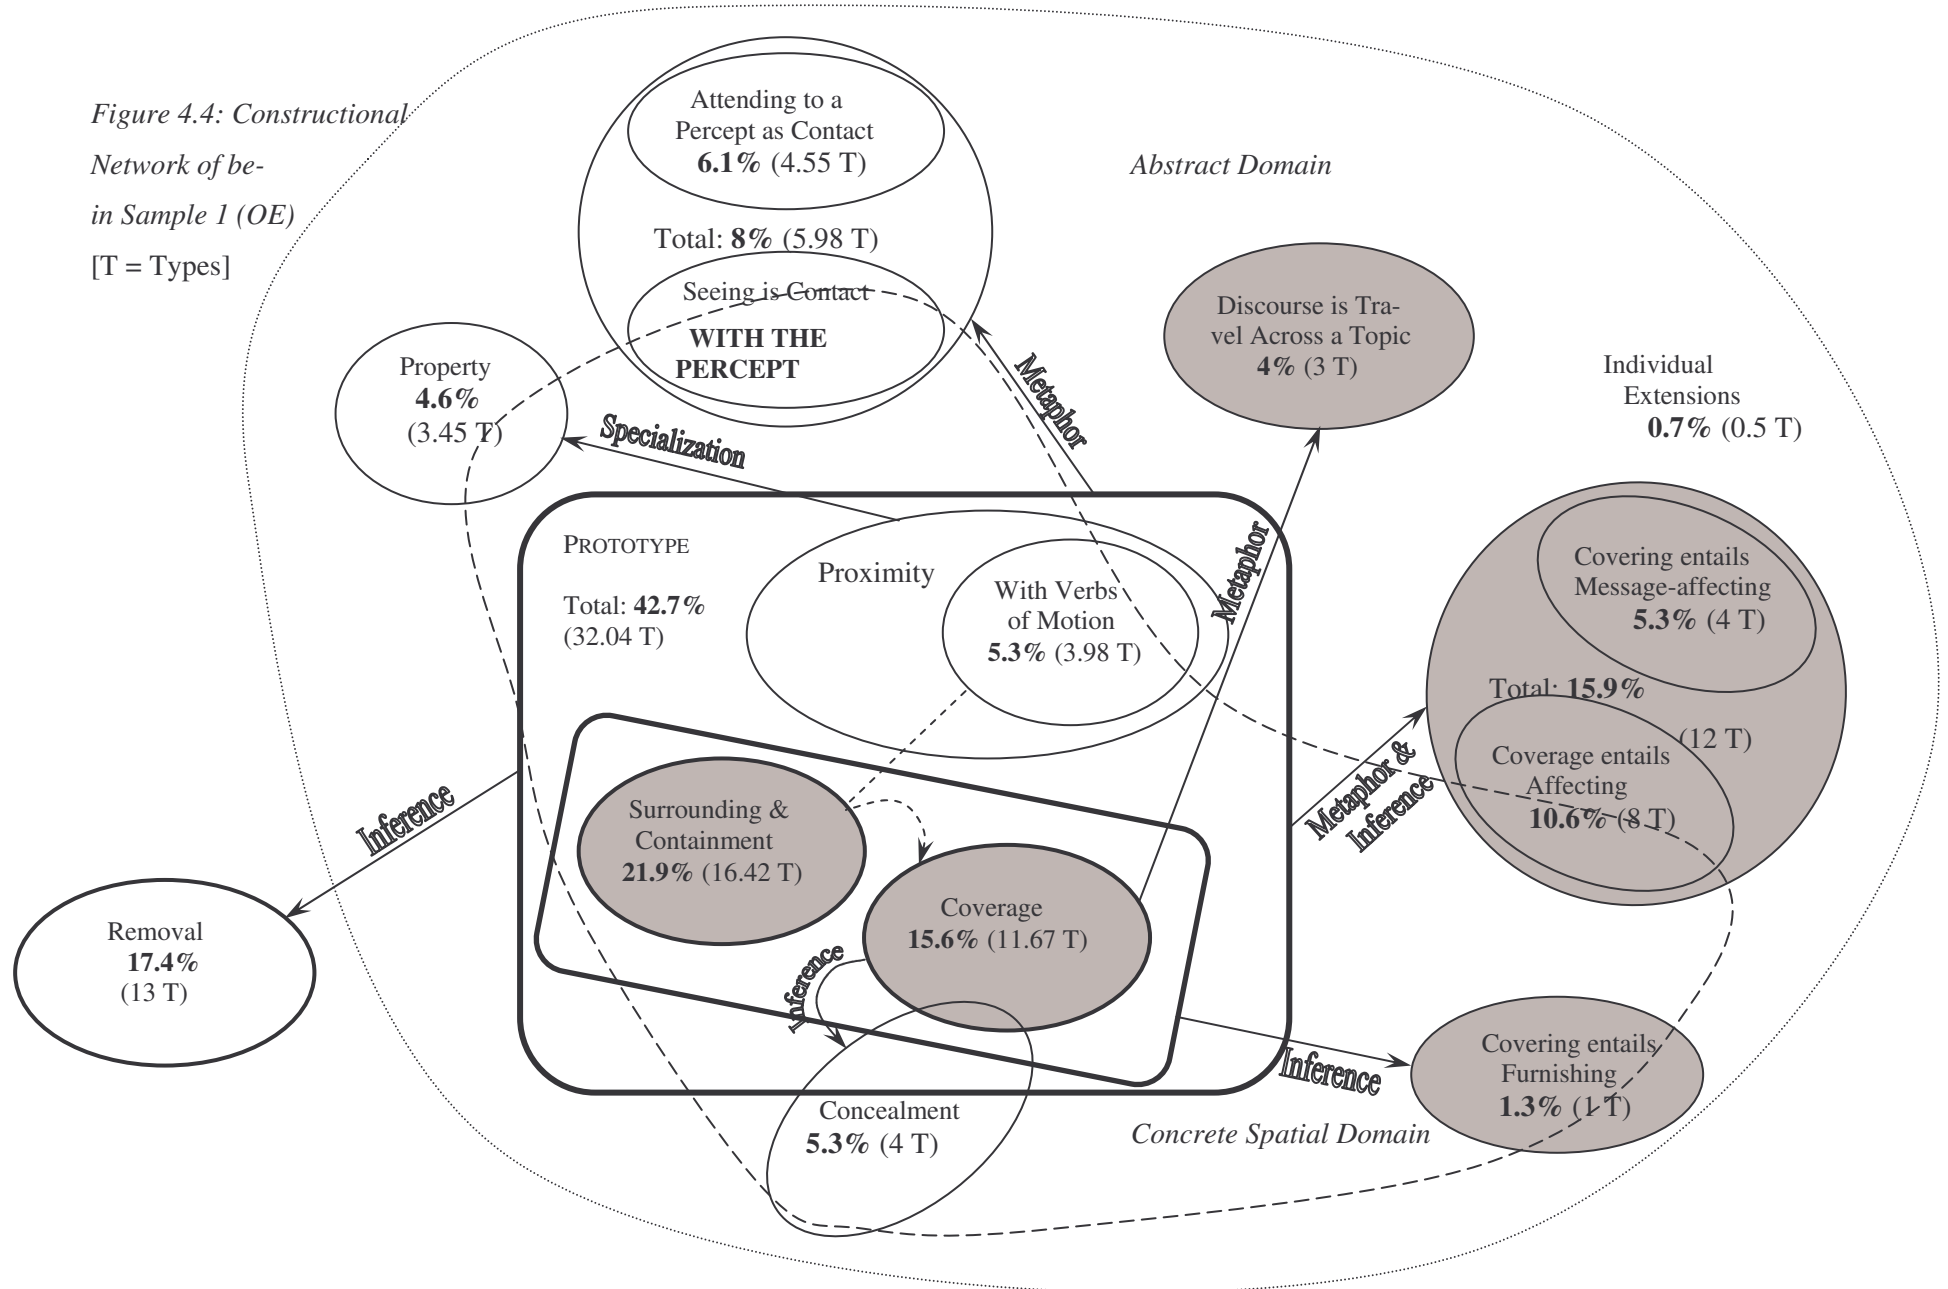 Figure 4.4: Constructional
Network of be-
in Sample 1 (OE)
[T = Types]
Attending to a
Percept as Contact
6.1% (4.55 T)
Total: 8% (5.98 T)
Seeing is Contact
WITH THE
PERCEPT
Abstract Domain
Discourse is Tra-
vel Across a Topic
4% (3 T)
Individual
Extensions
0.7% (0.5 T)
Property
4.6%
(3.45 T)
Specialization
Metaphor
Metaphor
PROTOTYPE
Total: 42.7%
(32.04 T)
Proximity
With Verbs
of Motion
5.3% (3.98 T)
Covering entails
Message-affecting
5.3% (4 T)
Total: 15.9%
(12 T)
Coverage entails
Affecting
10.6% (8 T)
Metaphor &
Inference
Inference
Surrounding &
Containment
21.9% (16.42 T)
Coverage
15.6% (11.67 T)
Inference
Removal
17.4%
(13 T)
Inference
Covering entails
Furnishing
1.3% (1 T)
Concealment
5.3% (4 T)
Concrete Spatial Domain